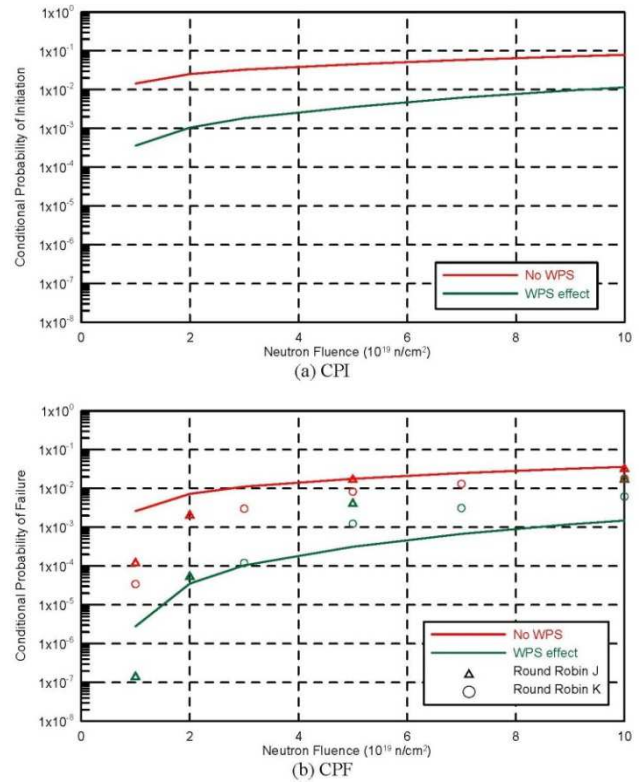 1x10⁰
1x10⁻¹
1x10⁻²
1x10⁻³
1x10⁻⁴
1x10⁻⁵
1x10⁻⁶
1x10⁻⁷
1x10⁻⁸
Conditional Probability of Initiation
No WPS
WPS effect
0 2 4 6 8 10
Neutron Fluence (10¹⁹ n/cm²)
(a) CPI
1x10⁰
1x10⁻¹
1x10⁻²
1x10⁻³
1x10⁻⁴
1x10⁻⁵
1x10⁻⁶
1x10⁻⁷
1x10⁻⁸
Conditional Probability of Failure
No WPS
WPS effect
Round Robin J
Round Robin K
0 2 4 6 8 10
Neutron Fluence (10¹⁹ n/cm²)
(b) CPF